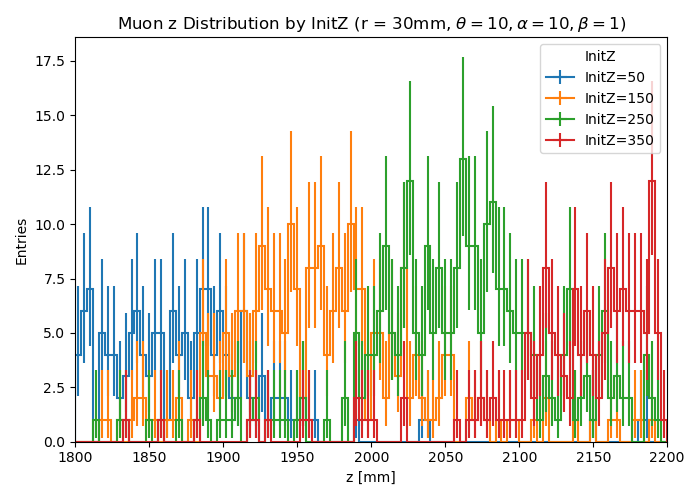 Muon z Distribution by InitZ (r = 30mm, θ = 10, α = 10, β = 1)
InitZ
InitZ=50
InitZ=150
InitZ=250
InitZ=350
Entries
17.5
15.0
12.5
10.0
7.5
5.0
2.5
0.0
1800 1850 1900 1950 2000 2050 2100 2150 2200
z [mm]